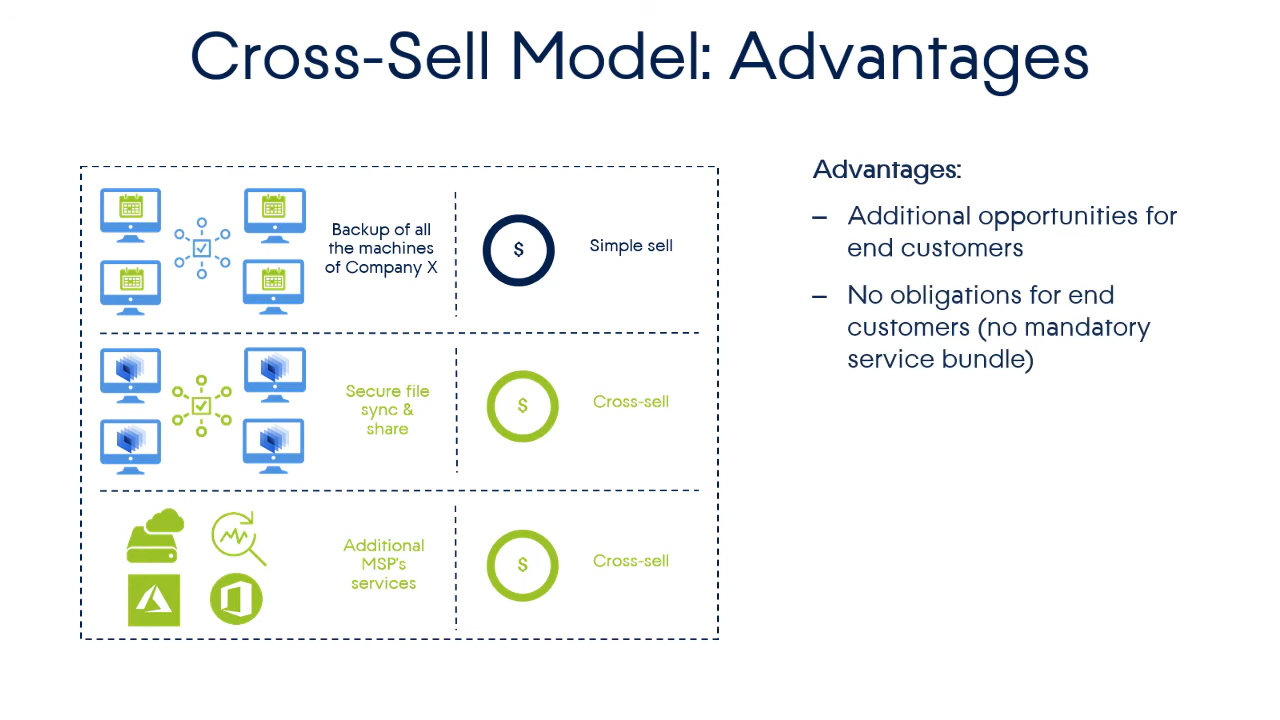 Cross-Sell Model: Advantages
Backup of all
the machines
of Company X
$
Simple sell
Secure file
sync &
share
$
Cross-sell
Additional
MSP's
services
$
Cross-sell
Advantages:
– Additional opportunities for
end customers
– No obligations for end
customers (no mandatory
service bundle)